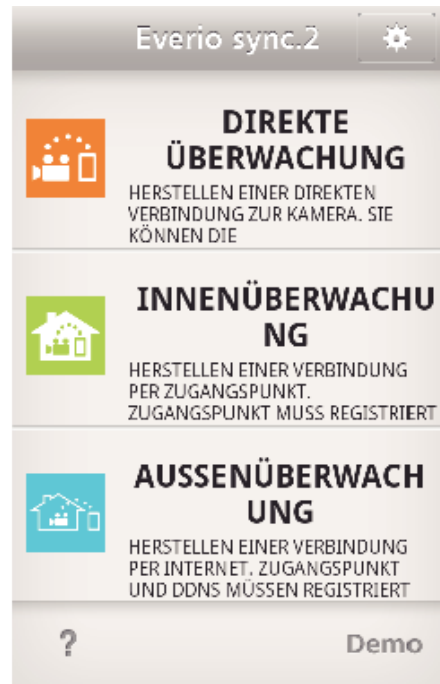 Everio sync.2
DIREKTE
ÜBERWACHUNG
HERSTELLEN EINER DIREKTEN
VERBINDUNG ZUR KAMERA. SIE
KÖNNEN DIE
INNENÜBERWACHU
NG
HERSTELLEN EINER VERBINDUNG
PER ZUGANGSPUNKT.
ZUGANGSPUNKT MUSS REGISTRIERT
AUSSENÜBERWACH
UNG
HERSTELLEN EINER VERBINDUNG
PER INTERNET. ZUGANGSPUNKT
UND DDNS MÜSSEN REGISTRIERT
? Demo